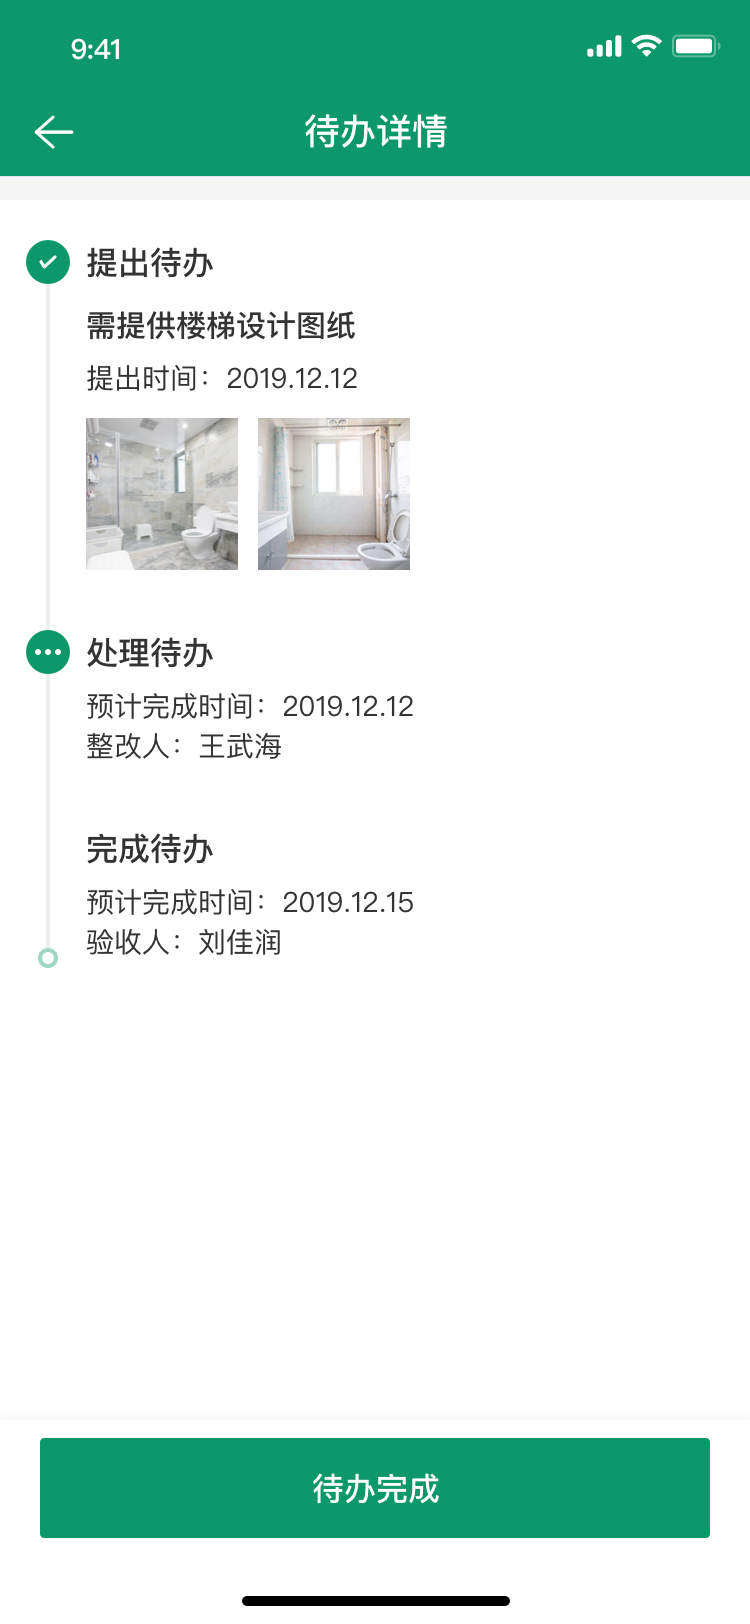 9:41
待办详情
提出待办
需提供楼梯设计图纸
提出时间：2019.12.12
处理待办
预计完成时间：2019.12.12
整改人：王武海
完成待办
预计完成时间：2019.12.15
验收人：刘佳润
待办完成